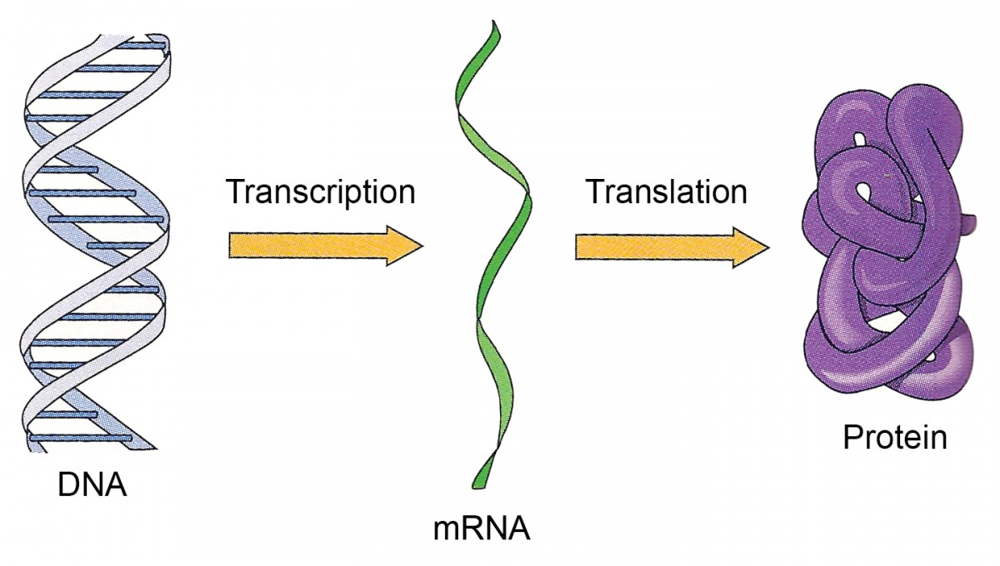 Transcription
Translation
Protein
DNA
mRNA